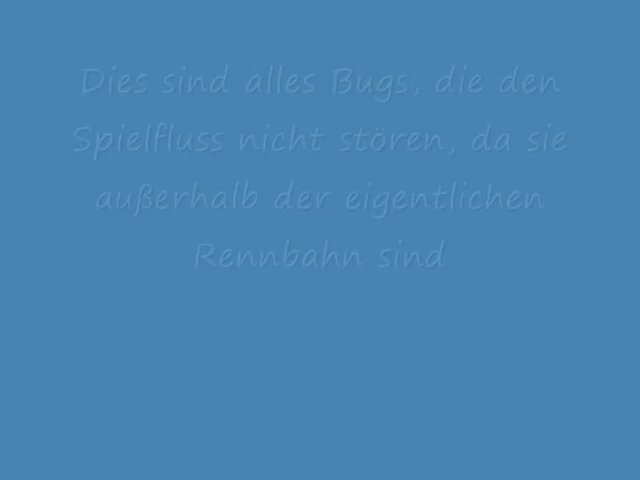 Dies sind alles Bugs, die den
Spielfluss nicht stören, da sie
außerhalb der eigentlichen
Rennbahn sind